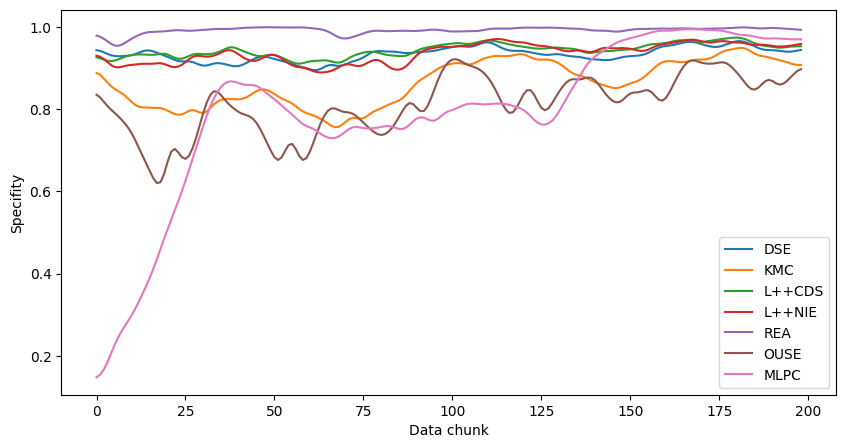 1.0
0.8
0.6
0.4
0.2
Specifity
0
25
50
75
100
125
150
175
200
Data chunk
DSE
KMC
L++CDS
L++NIE
REA
OUSE
MLPC